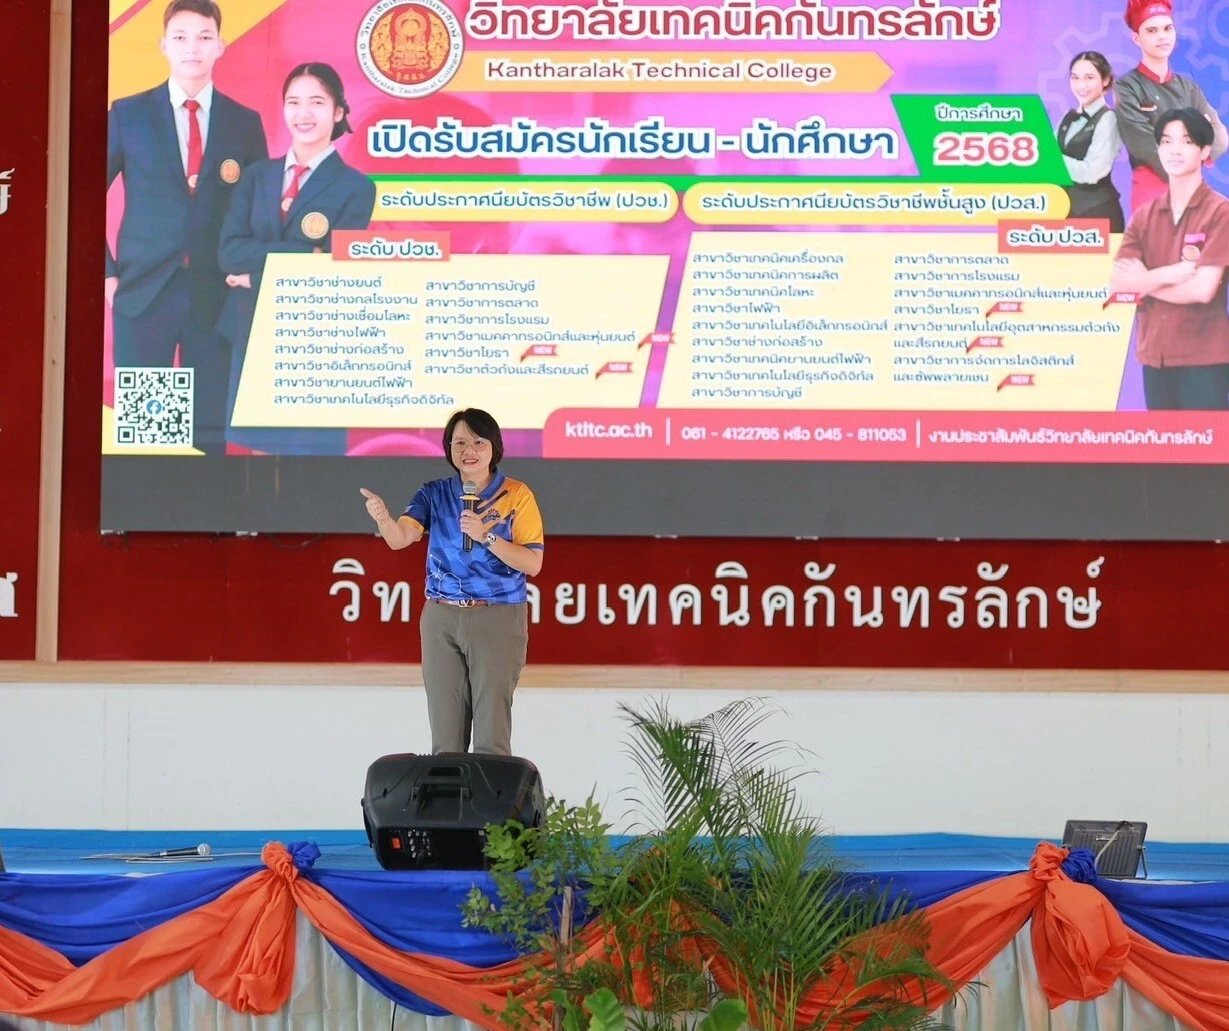 วิทยาลัยเทคนิคกันทรลักษ์
Kantharalak Technical College
เปิดรับสมัครนักเรียน - นักศึกษา
ปีการศึกษา
2568
ระดับประกาศนียบัตรวิชาชีพ (ปวช.)
ระดับประกาศนียบัตรวิชาชีพชั้นสูง (ปวส.)
ระดับ ปวช.
สาขาวิชาช่างยนต์
สาขาวิชาช่างกลโรงงาน
สาขาวิชาช่างเชื่อมโลหะ
สาขาวิชาช่างไฟฟ้า
สาขาวิชาช่างก่อสร้าง
สาขาวิชาอิเล็กทรอนิกส์
สาขาวิชายานยนต์ไฟฟ้า
สาขาวิชาเทคโนโลยีธุรกิจดิจิทัล
สาขาวิชาการบัญชี
สาขาวิชาการตลาด
สาขาวิชาการโรงแรม
สาขาวิชาเมคคาทรอนิกส์และหุ่นยนต์ NEW
สาขาวิชาโยธา NEW
สาขาวิชาตัวถังและสีรถยนต์ NEW
ระดับ ปวส.
สาขาวิชาเทคนิคเครื่องกล
สาขาวิชาเทคนิคการผลิต
สาขาวิชาเทคนิคโลหะ
สาขาวิชาไฟฟ้า
สาขาวิชาเทคโนโลยีอิเล็กทรอนิกส์
สาขาวิชาช่างก่อสร้าง
สาขาวิชาเทคนิคยานยนต์ไฟฟ้า
สาขาวิชาเทคโนโลยีธุรกิจดิจิทัล
สาขาวิชาการบัญชี
สาขาวิชาการตลาด
สาขาวิชาการโรงแรม
สาขาวิชาเมคคาทรอนิกส์และหุ่นยนต์ NEW
สาขาวิชาโยธา NEW
สาขาวิชาเทคโนโลยีอุตสาหกรรมตัวถัง
และสีรถยนต์ NEW
สาขาวิชาการจัดการโลจิสติกส์
และซัพพลายเชน NEW
ktltc.ac.th | 061 - 4122765 หรือ 045 - 811053 | งานประชาสัมพันธ์วิทยาลัยเทคนิคกันทรลักษ์
วิท ลยเทคนิคกันทรลักษ์